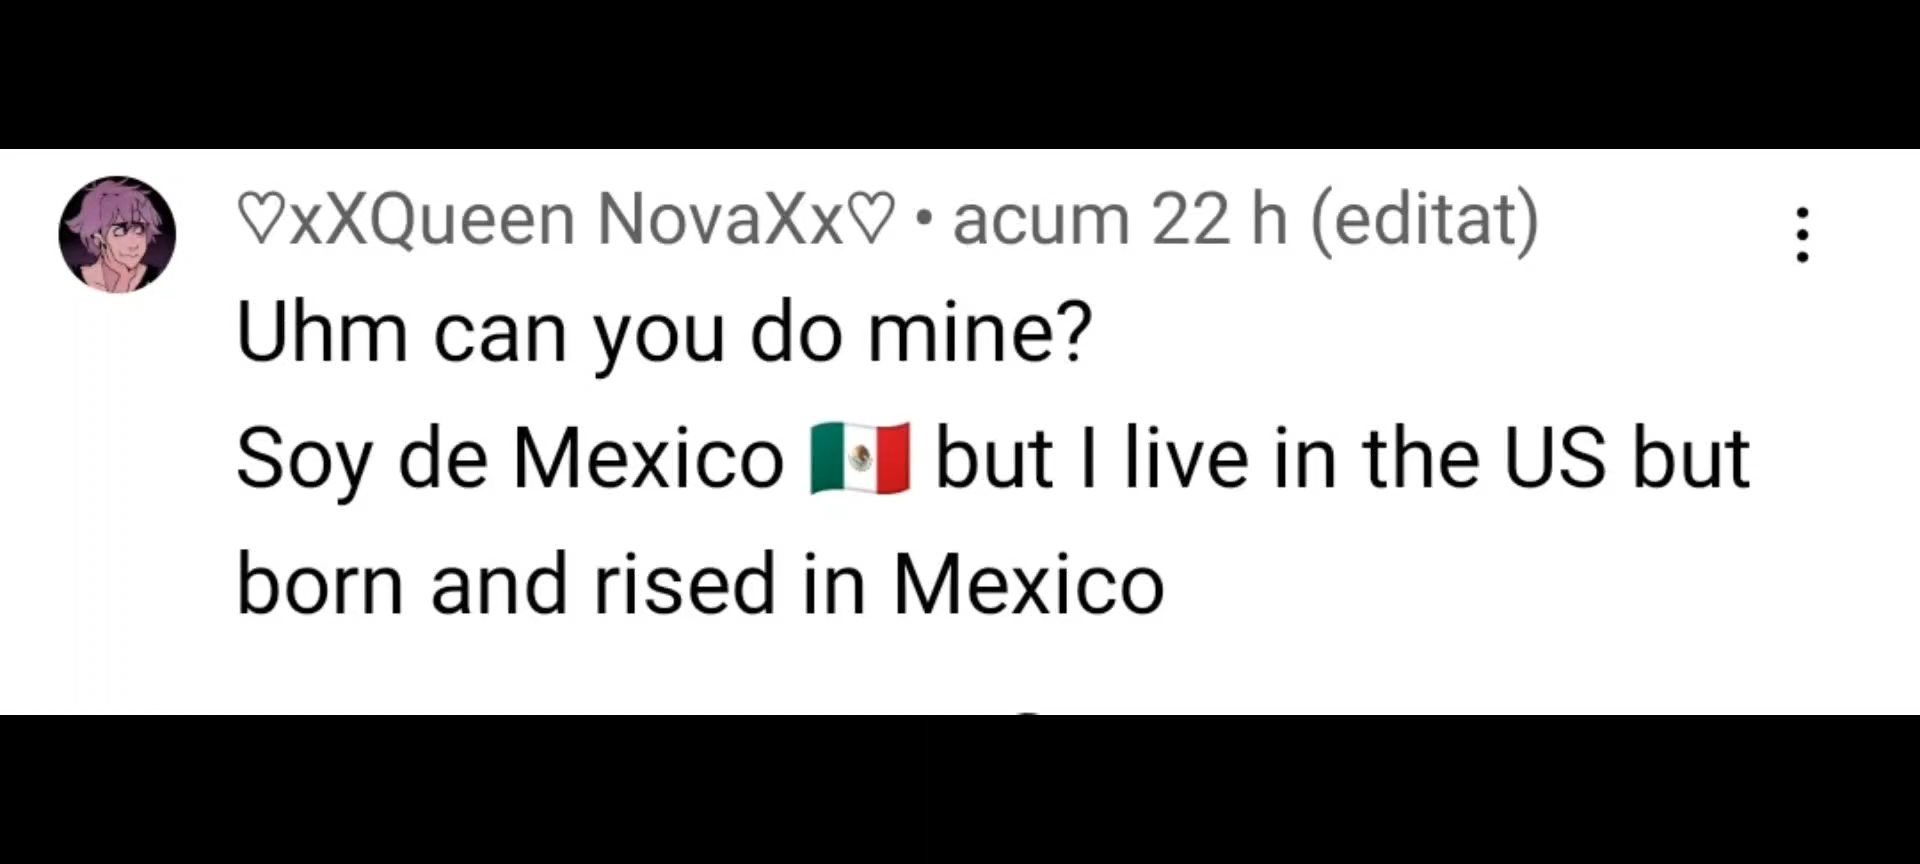 ♡xXQueen NovaXx♡ • acum 22 h (editat)
Uhm can you do mine?
Soy de Mexico 🇲🇽 but I live in the US but
born and rised in Mexico